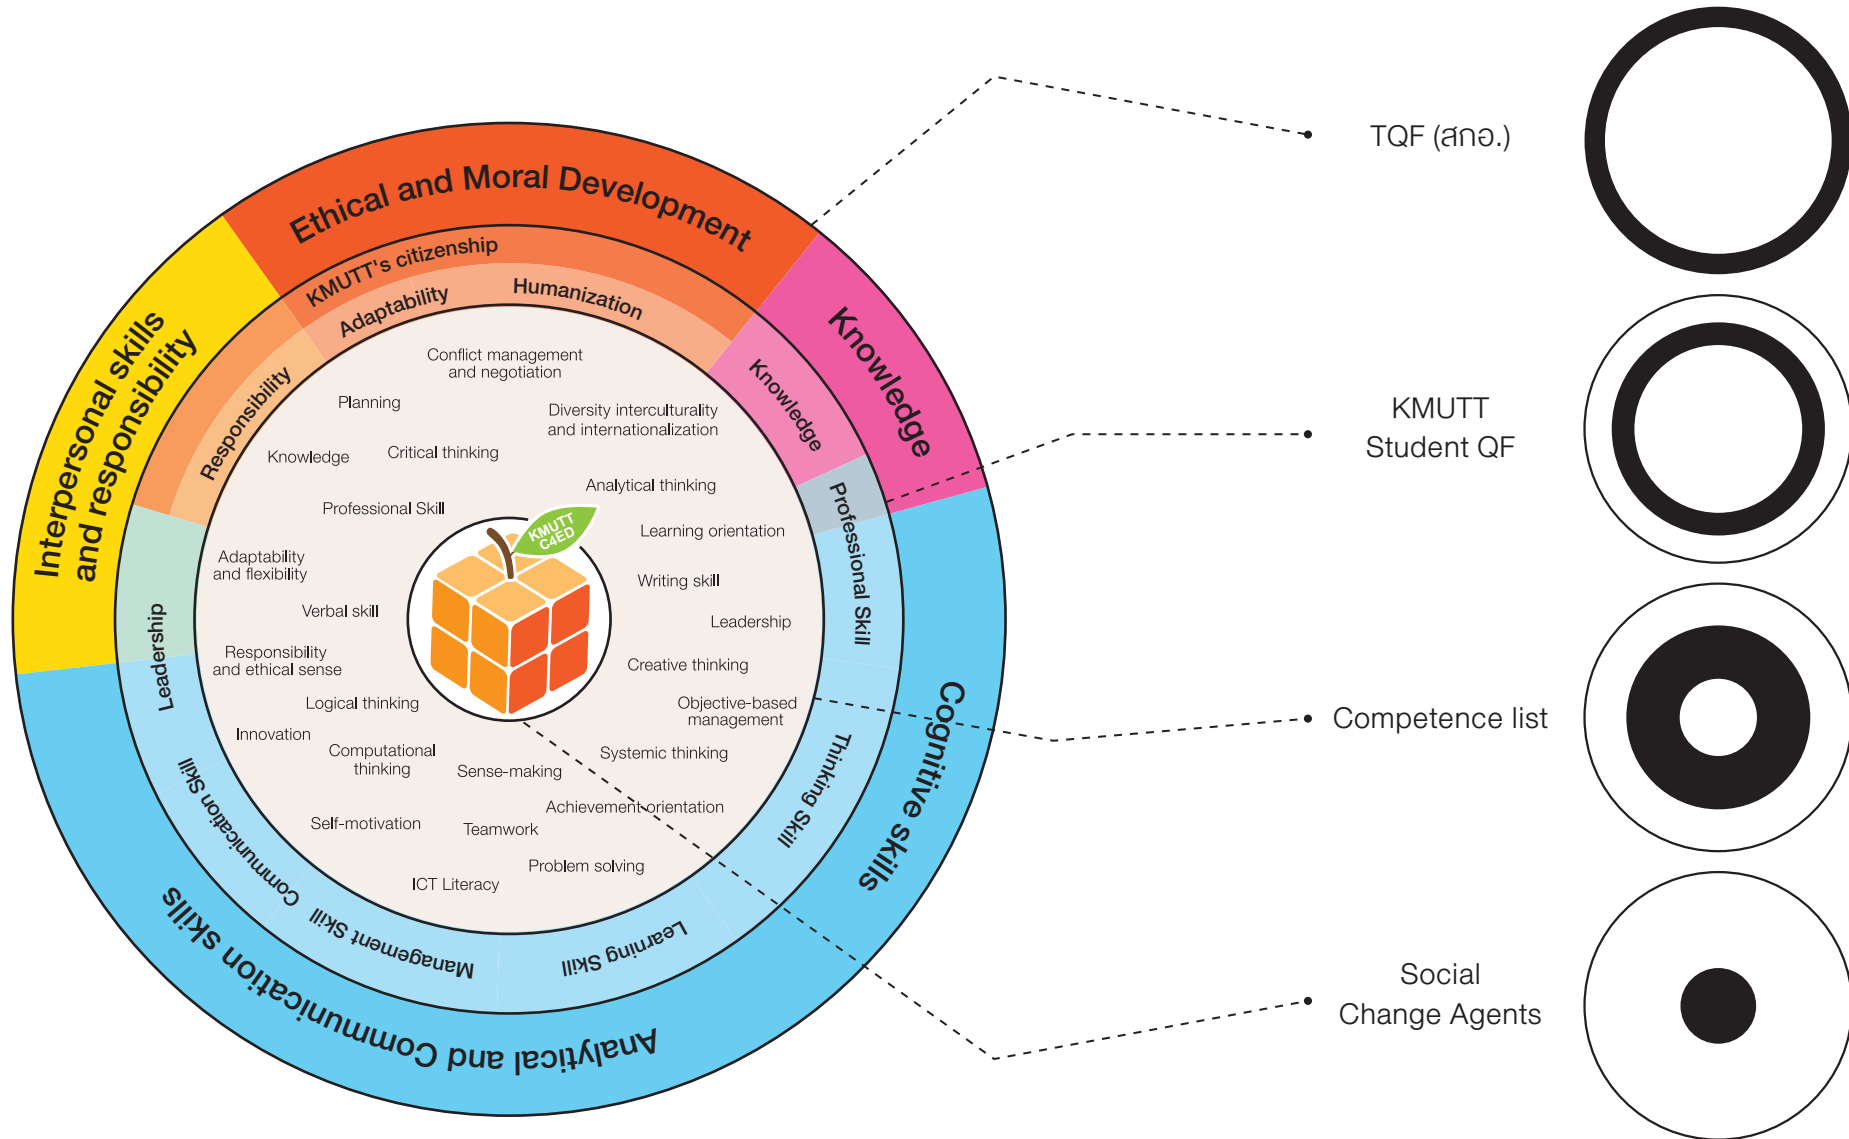 Ethical and Moral Development
Knowledge
Cognitive skills
Analytical and Communication skills
Interpersonal skills
and responsibility
KMUTT's citizenship
Adaptability
Humanization
Knowledge
Professional Skill
Thinking Skill
Learning Skill
Management Skill
Communication Skill
Leadership
Responsibility
Conflict management
and negotiation
Planning
Diversity interculturality
and internationalization
Knowledge
Critical thinking
Analytical thinking
Professional Skill
Learning orientation
Adaptability
and flexibility
Writing skill
Verbal skill
Leadership
Responsibility
and ethical sense
Creative thinking
Logical thinking
Objective-based
management
Innovation
Computational
thinking
Systemic thinking
Sense-making
Achievement orientation
Self-motivation
Teamwork
Problem solving
ICT Literacy
KMUTT
C4ED
TQF (สกอ.)
KMUTT
Student QF
Competence list
Social
Change Agents